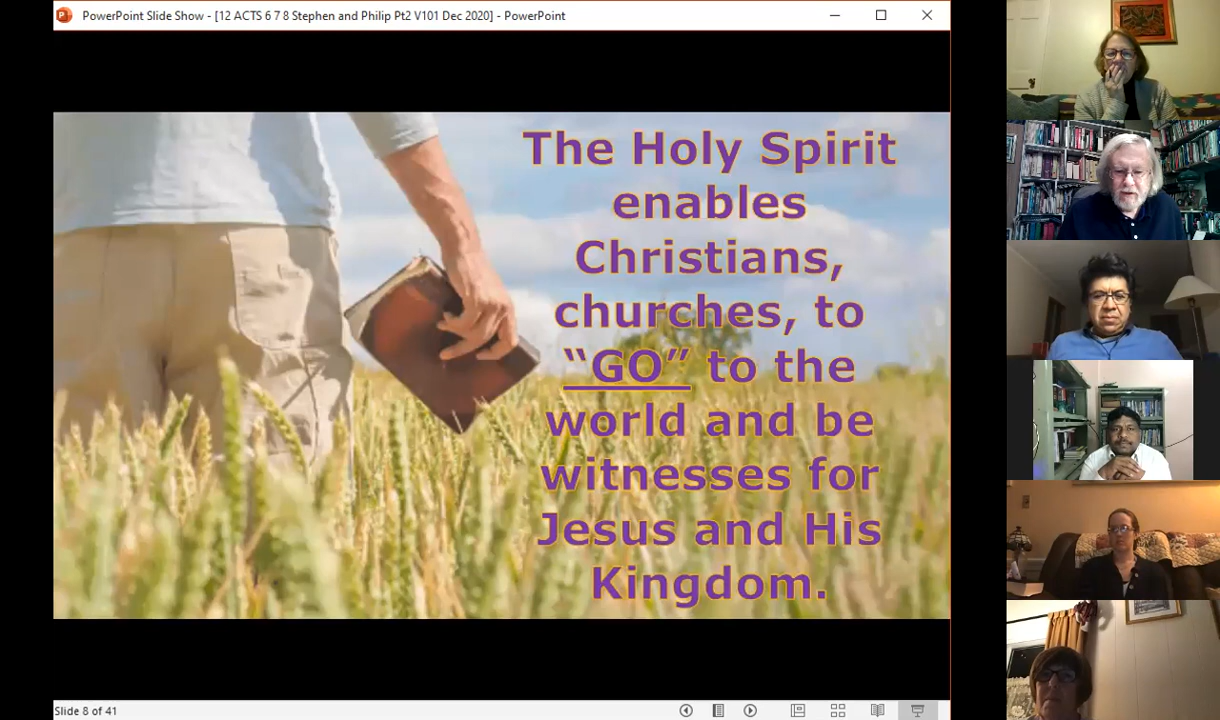 PowerPoint Slide Show - [12 ACTS 6 7 8 Stephen and Philip Pt2 V101 Dec 2020] - PowerPoint
The Holy Spirit
enables
Christians,
churches, to
“GO” to the
world and be
witnesses for
Jesus and His
Kingdom.
Slide 8 of 41